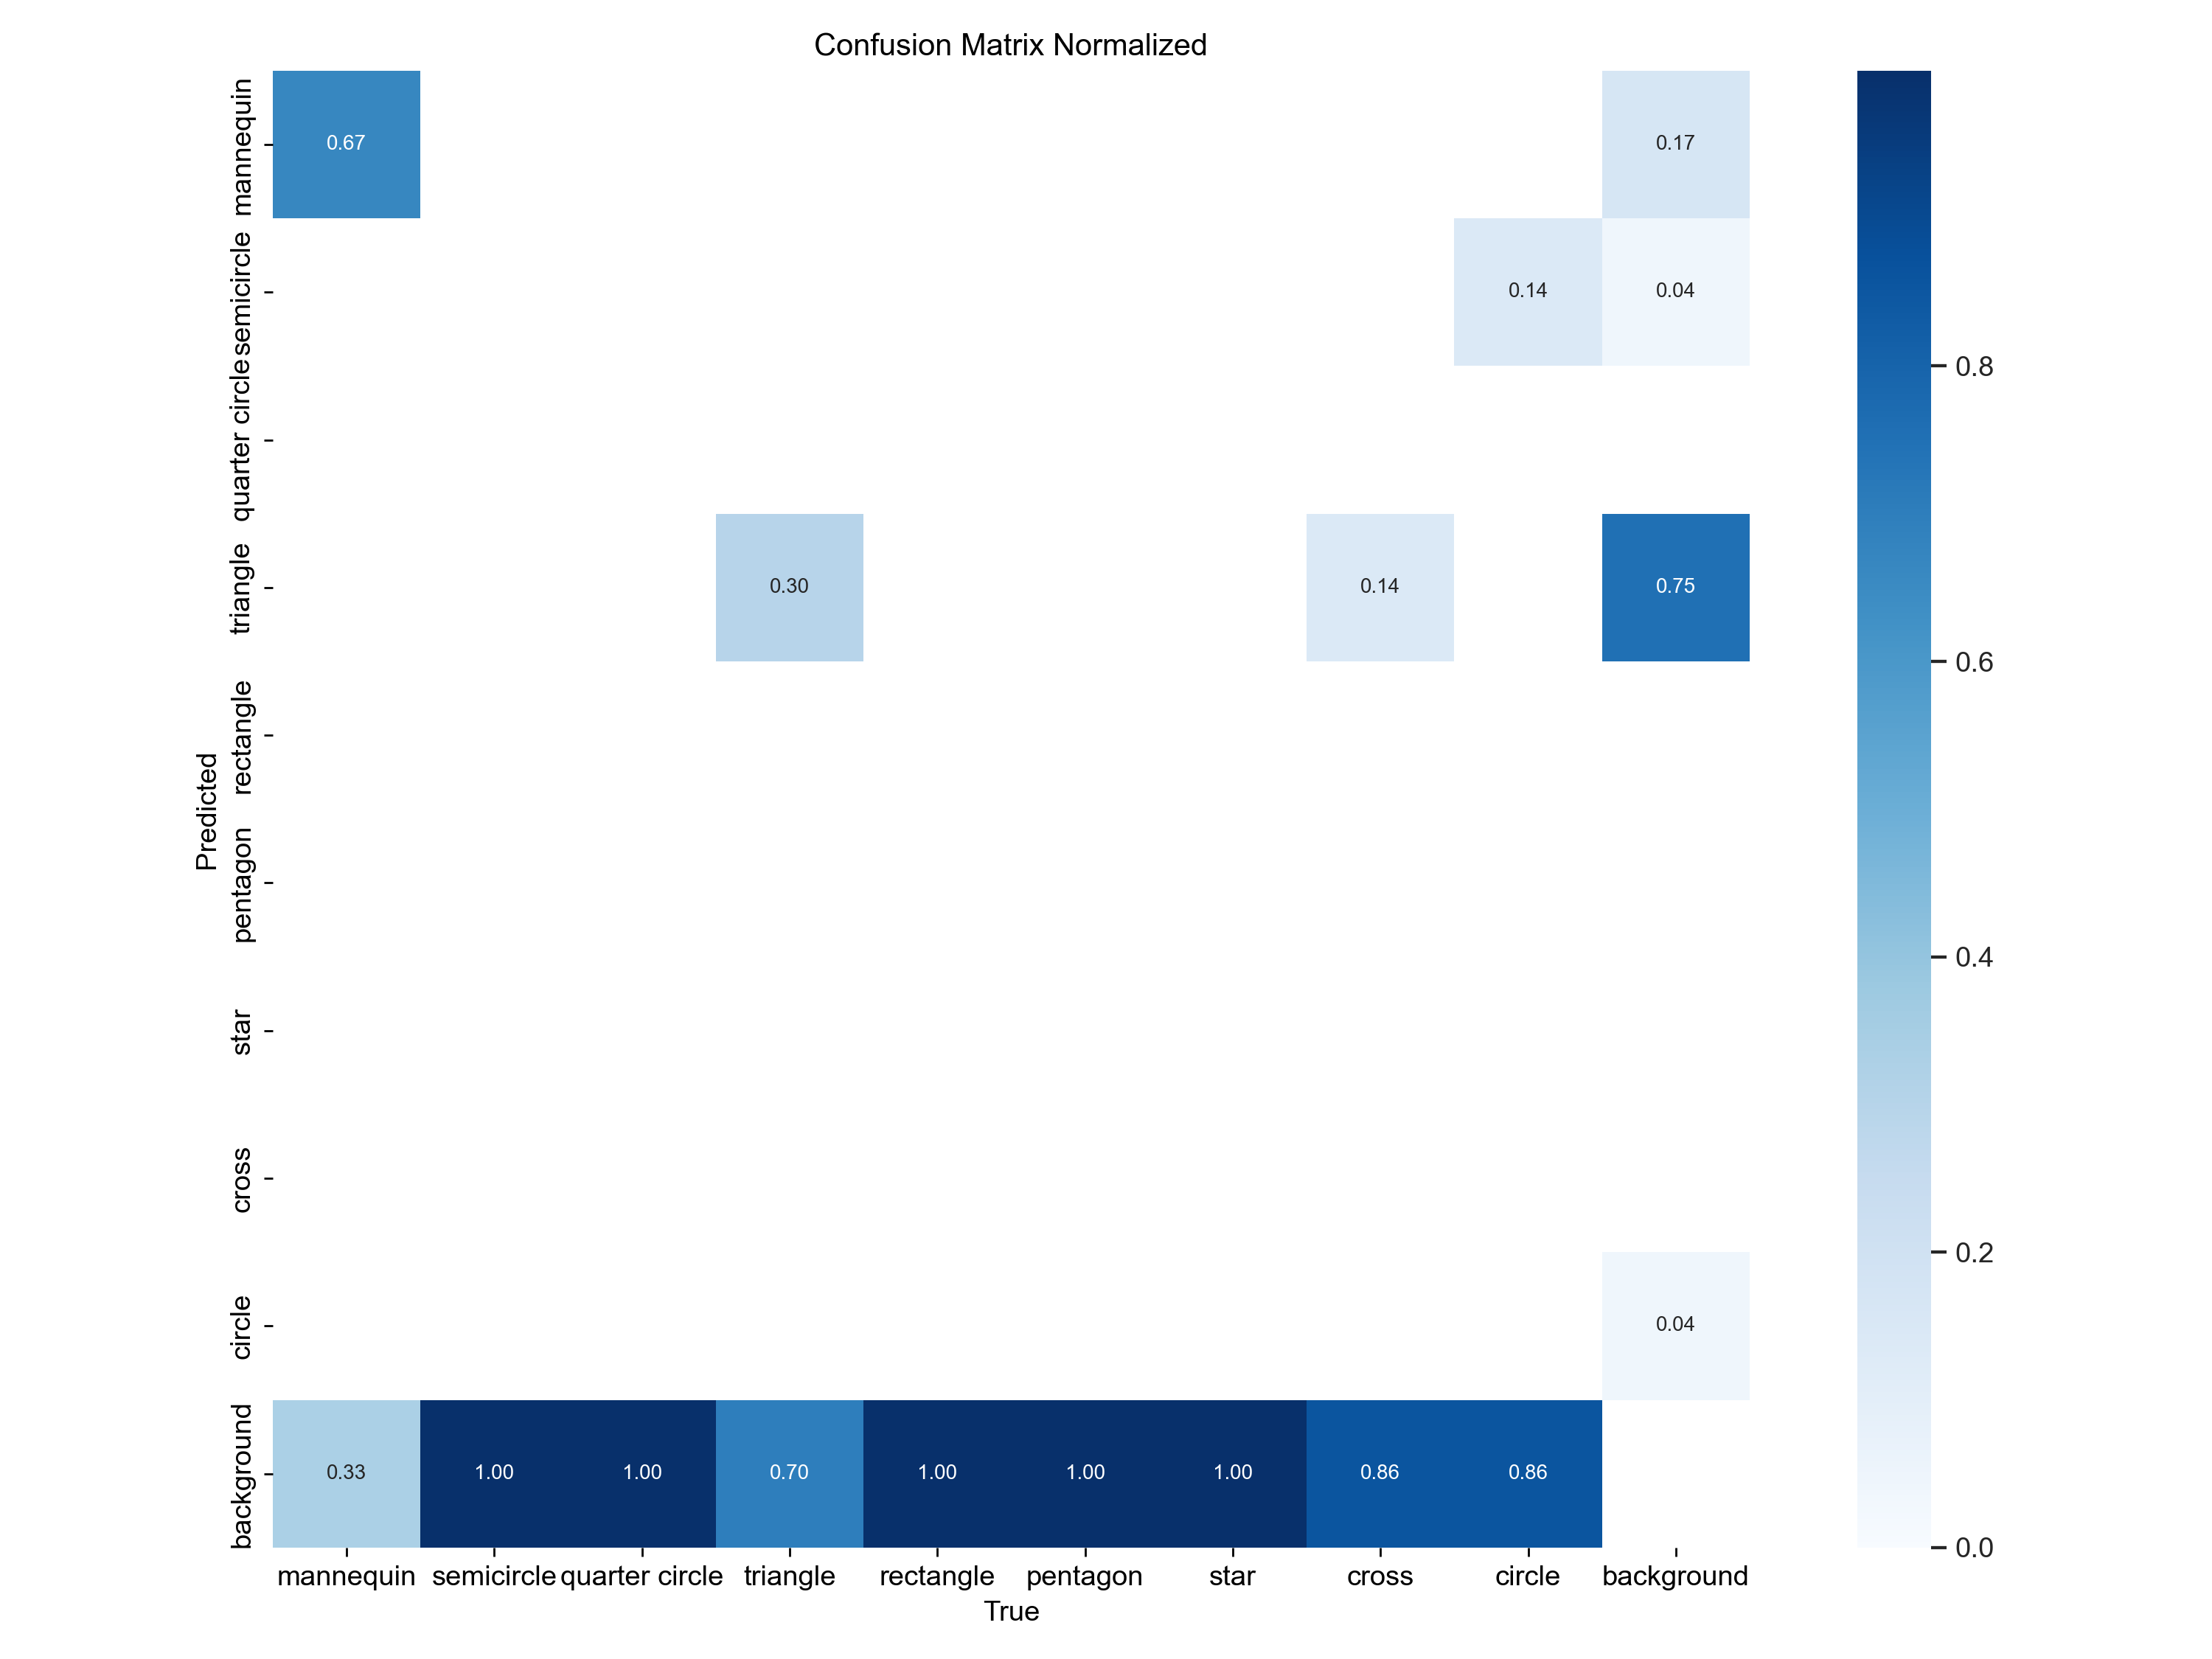 Confusion Matrix Normalized
mannequin
0.67
0.17
semicircle
0.14
0.04
quarter circle
triangle
0.30
0.14
0.75
rectangle
pentagon
star
cross
circle
0.04
background
0.33
1.00
1.00
0.70
1.00
1.00
1.00
0.86
0.86
Predicted
mannequin
semicircle
quarter circle
triangle
rectangle
pentagon
star
cross
circle
background
True
0.8
0.6
0.4
0.2
0.0